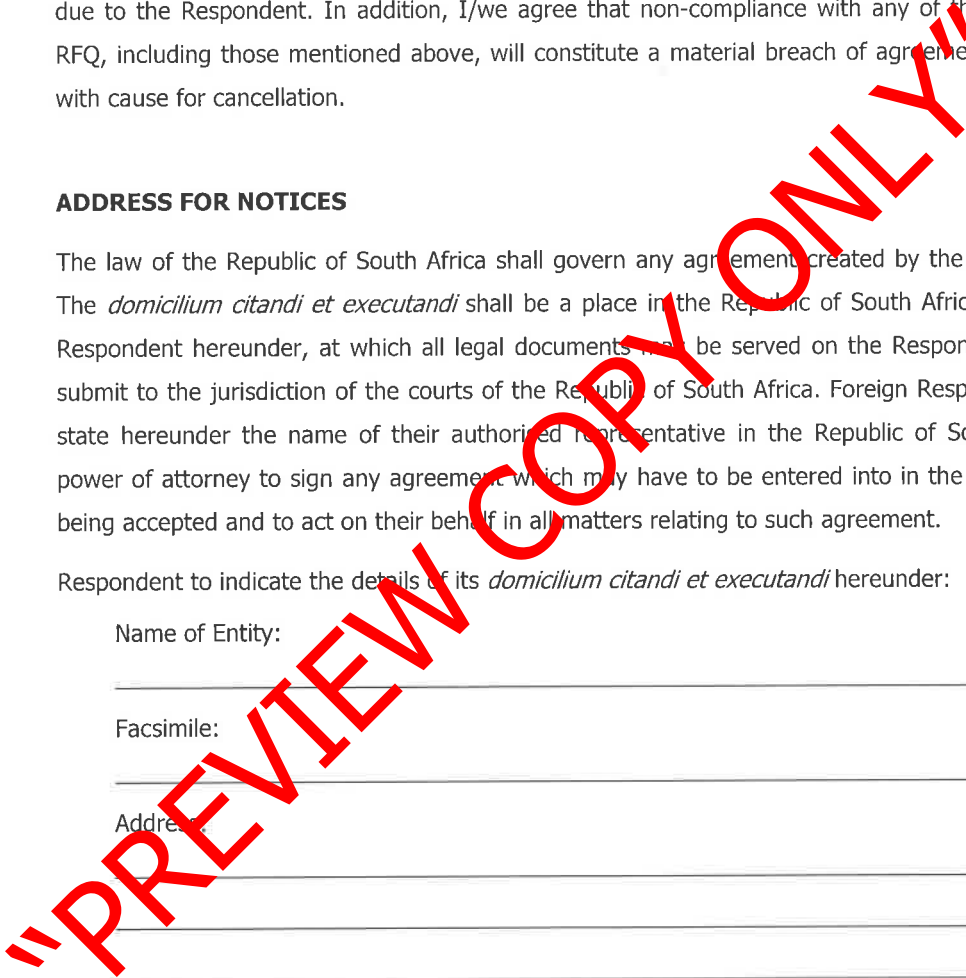 due to the Respondent. In addition, I/we agree that non-compliance with any of
RFQ, including those mentioned above, will constitute a material breach of
with cause for cancellation.
ADDRESS FOR NOTICES
The law of the Republic of South Africa shall govern any agreement created by the
The domicilium citandi et executandi shall be a place in the Republic of South
Respondent hereunder, at which all legal documents may be served on the
submit to the jurisdiction of the courts of the Republic of South Africa. Foreign
state hereunder the name of their authorised representative in the Republic of
power of attorney to sign any agreement which may have to be entered into in the
being accepted and to act on their behalf in all matters relating to such agreement.
Respondent to indicate the details of its domicilium citandi et executandi hereunder:
Name of Entity:
Facsimile:
Address:
"PREVIEW COPY ONLY"